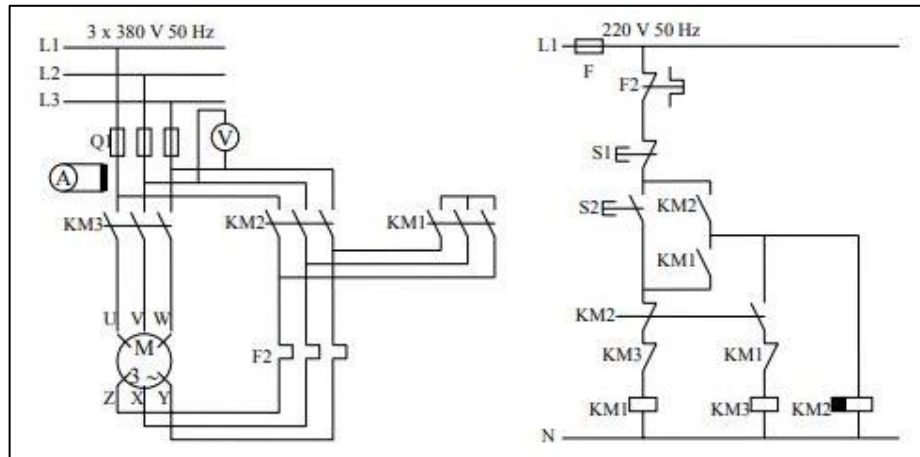 3 x 380 V 50 Hz
L1
L2
L3
Q1
V
A
KM3
KM2
KM1
U V W
M
3 ~
Z X Y
F2
220 V 50 Hz
L1
F
F2
S1
S2
KM2
KM1
KM2
KM3
KM1
KM1
KM3
KM2
N